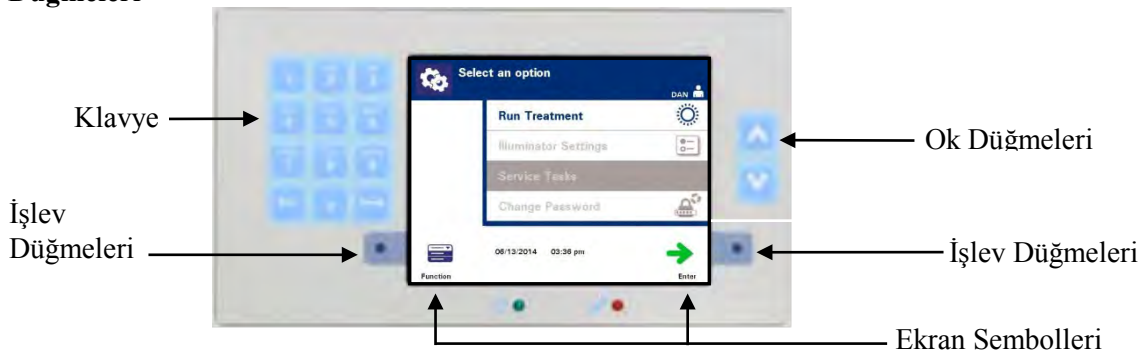 Düğmeleri
Select an option
DAN
Klavye
Run Treatment
Ok Düğmeleri
Illuminator Settings
Service Tasks
Change Password
İşlev
Düğmeleri
İşlev Düğmeleri
06/13/2014 03:36 pm
Function
Enter
Ekran Sembolleri